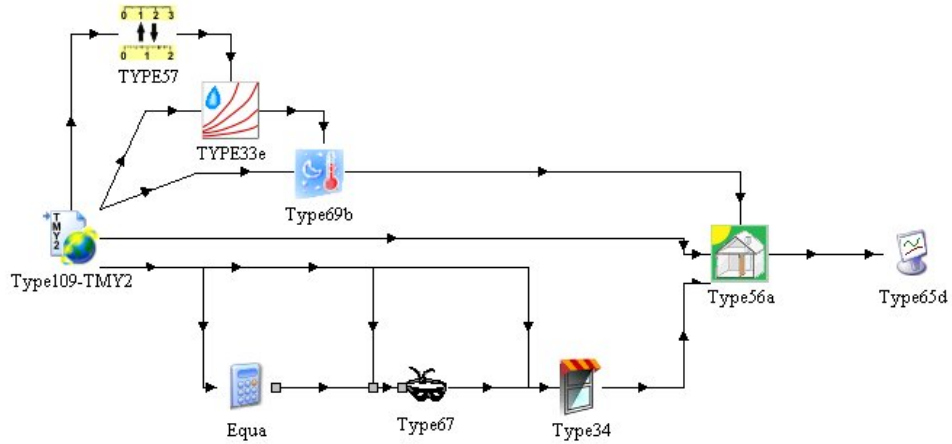 0 1 2 3
0 1 2
TYPE57
TYPE33e
Type69b
TMY2
Type109-TMY2
Type56a
Type65d
Equa
Type67
Type34